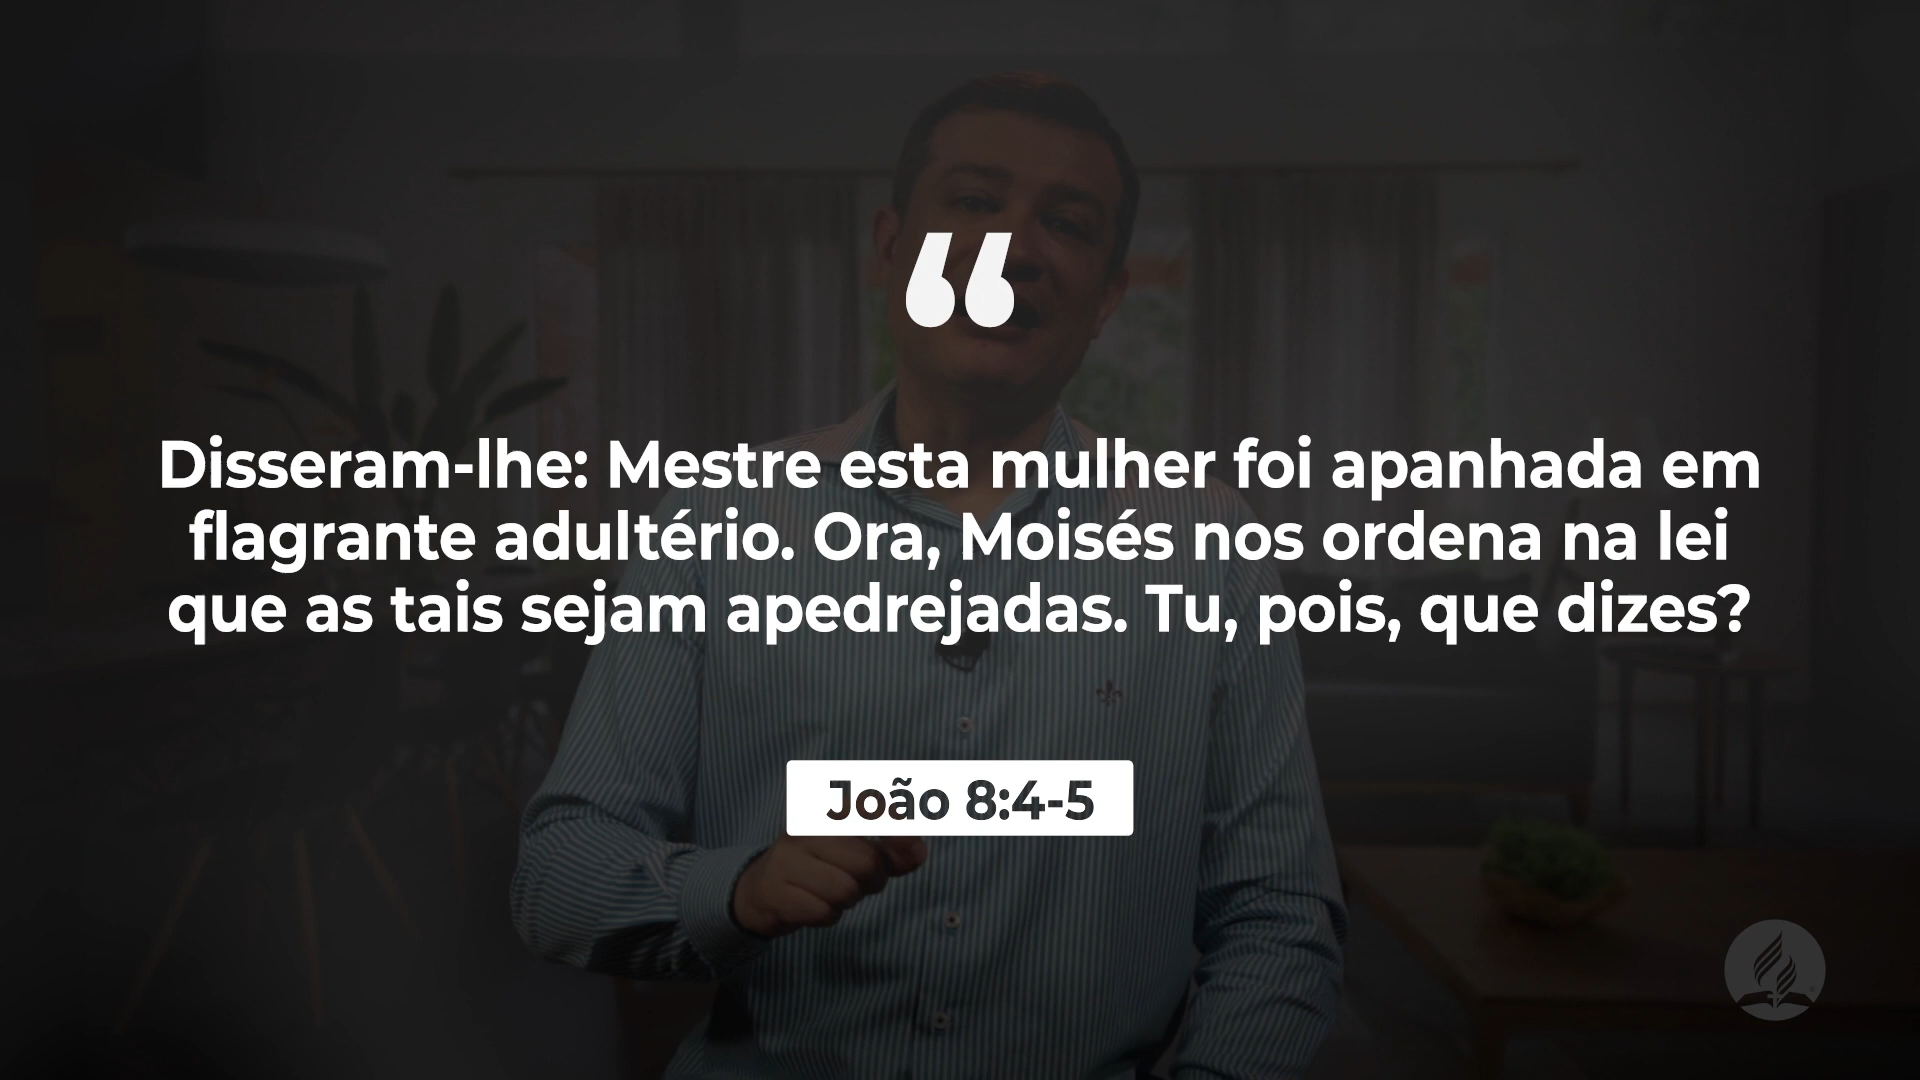 “
Disseram-lhe: Mestre esta mulher foi apanhada em
flagrante adultério. Ora, Moisés nos ordena na lei
que as tais sejam apedrejadas. Tu, pois, que dizes?
João 8:4-5